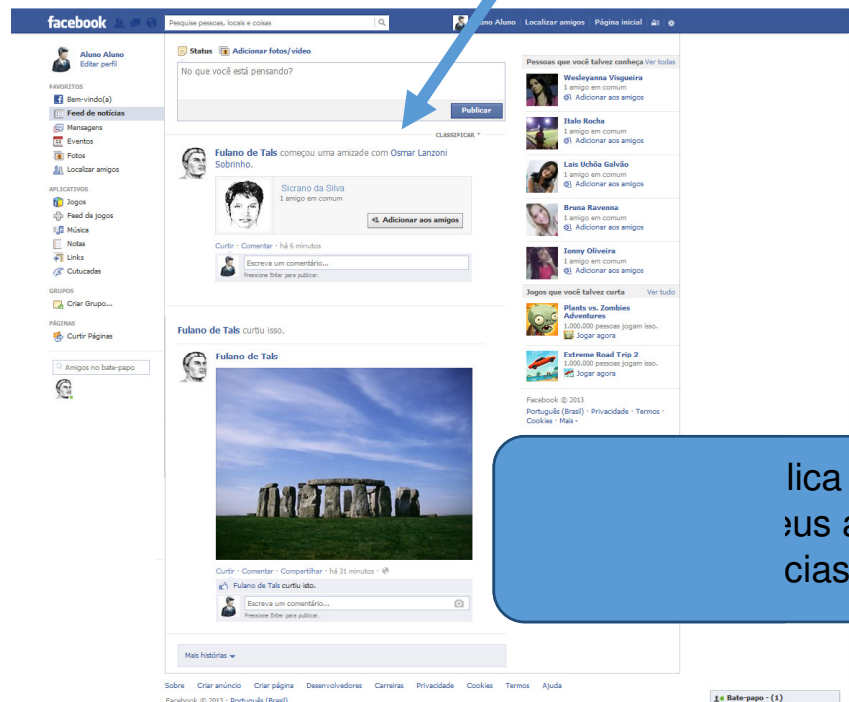 facebook
Pesquise pessoas, locais e coisas
Aluno Localizar amigos Página inicial
Aluno Aluno
Editar perfil
FAVORITOS
Bem-vindo(a)
Feed de notícias
Mensagens
Eventos
Fotos
Localizar amigos
APLICATIVOS
Jogos
Feed de jogos
Música
Notas
Links
Cutucadas
GRUPOS
Criar Grupo...
PÁGINAS
Curtir Páginas
Amigos no bate-papo
Status Adicionar fotos/vídeo
No que você está pensando?
Publicar
CLASSIFICAR
Fulano de Tals começou uma amizade com Osmar Lanzoni
Sobrinho.
Sicrano da Silva
1 amigo em comum
Adicionar aos amigos
Curtir · Comentar · há 6 minutos
Escreva um comentário...
Pressione Enter para publicar.
Fulano de Tals curtiu isso.
Fulano de Tals
Curtir · Comentar · Compartilhar · há 31 minutos ·
Fulano de Tals curtiu isto.
Escreva um comentário...
Pressione Enter para publicar.
Mais histórias
Pessoas que você talvez conheça Ver todas
Wesleyanna Visgueira
1 amigo em comum
Adicionar aos amigos
Italo Rocha
1 amigo em comum
Adicionar aos amigos
Lais Uchôa Galvão
1 amigo em comum
Adicionar aos amigos
Bruna Ravenna
1 amigo em comum
Adicionar aos amigos
Ionny Oliveira
1 amigo em comum
Adicionar aos amigos
Jogos que você talvez curta Ver tudo
Plants vs. Zombies
Adventures
1.000.000 pessoas jogam isso.
Jogar agora
Extreme Road Trip 2
1.000.000 pessoas jogam isso.
Jogar agora
Facebook © 2013
Português (Brasil) · Privacidade · Termos ·
Cookies · Mais
lica
eus a
cias
Sobre Criar anúncio Criar página Desenvolvedores Carreiras Privacidade Cookies Termos Ajuda
Facebook © 2013 · Português (Brasil)
Bate-papo - (1)